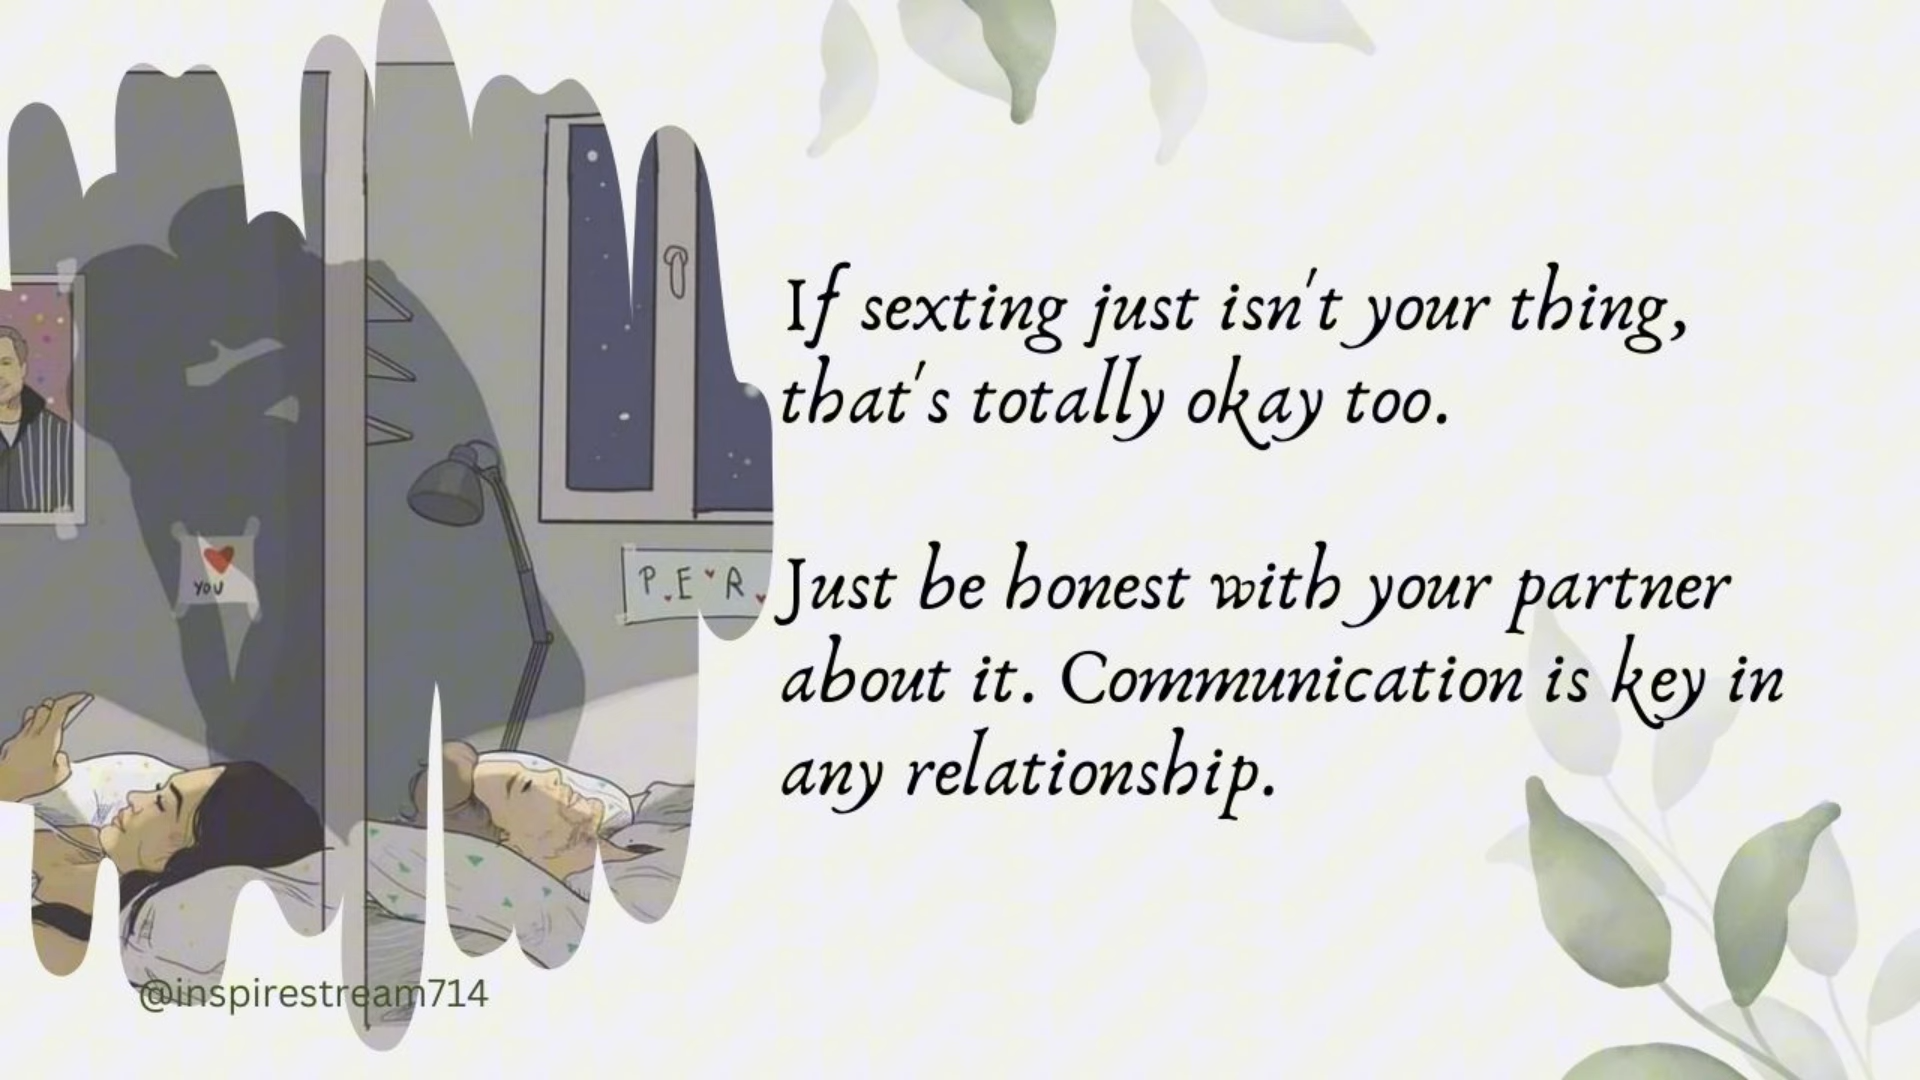 If sexting just isn't your thing,
that's totally okay too.
Just be honest with your partner
about it. Communication is key in
any relationship.
YOU
P.E.R.
@inspirestream714